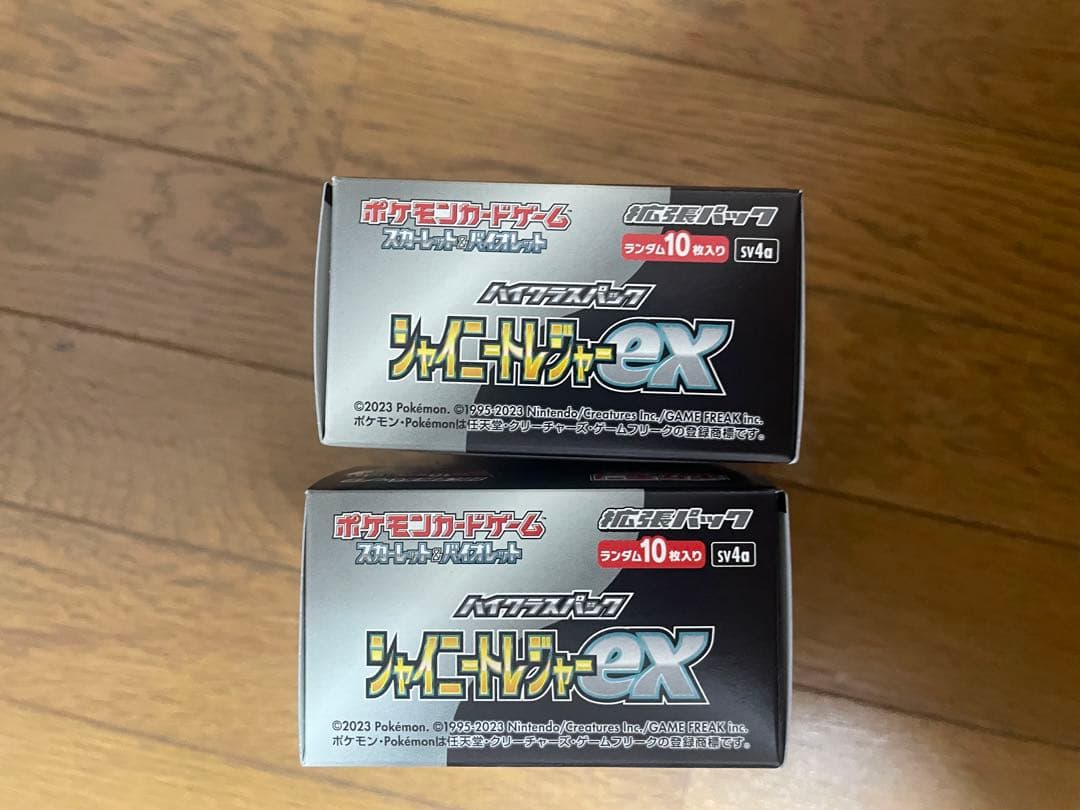 ポケモンカードゲーム
スカーレット&バイオレット
拡張パック
ランダム10枚入り
sv4a
ハイクラスパック
シャイニートレジャーex
©2023 Pokémon. ©1995-2023 Nintendo/Creatures Inc./GAME FREAK inc.
ポケモン・Pokémonは任天堂・クリーチャーズ・ゲームフリークの登録商標です。
ポケモンカードゲーム
スカーレット&バイオレット
拡張パック
ランダム10枚入り
sv4a
ハイクラスパック
シャイニートレジャーex
©2023 Pokémon. ©1995-2023 Nintendo/Creatures Inc./GAME FREAK inc.
ポケモン・Pokémonは任天堂・クリーチャーズ・ゲームフリークの登録商標です。